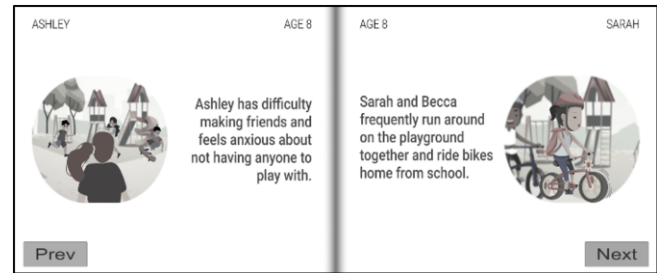 ASHLEY
AGE 8
Ashley has difficulty
making friends and
feels anxious about
not having anyone to
play with.
Prev
AGE 8
SARAH
Sarah and Becca
frequently run around
on the playground
together and ride bikes
home from school.
Next